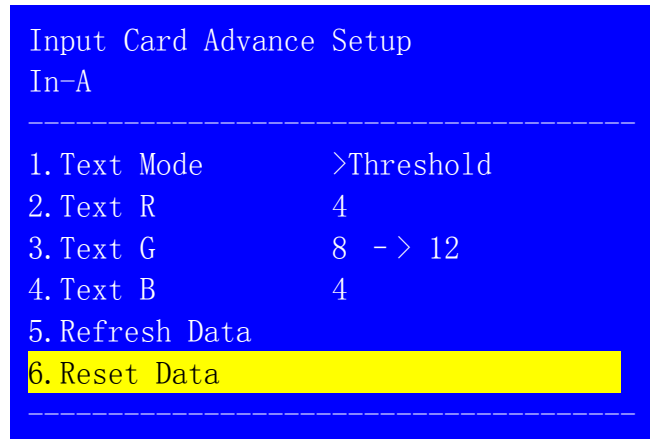 Input Card Advance Setup
In-A
1.Text Mode >Threshold
2.Text R 4
3.Text G 8 -> 12
4.Text B 4
5.Refresh Data
6.Reset Data